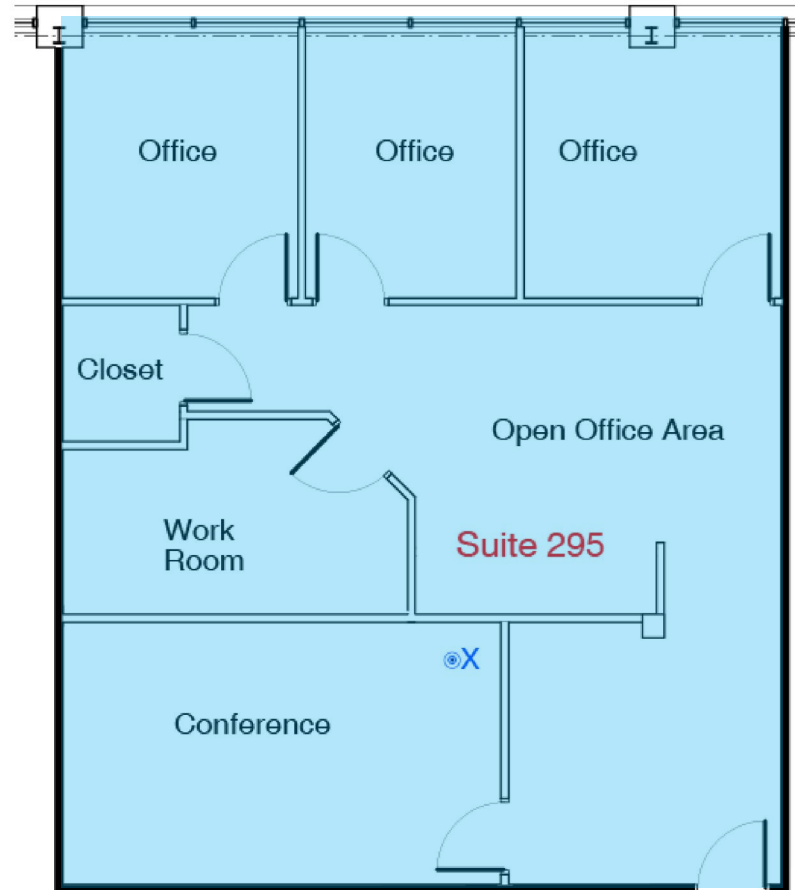 Office
Office
Office
Closet
Open Office Area
Work
Room
Suite 295
X
Conference